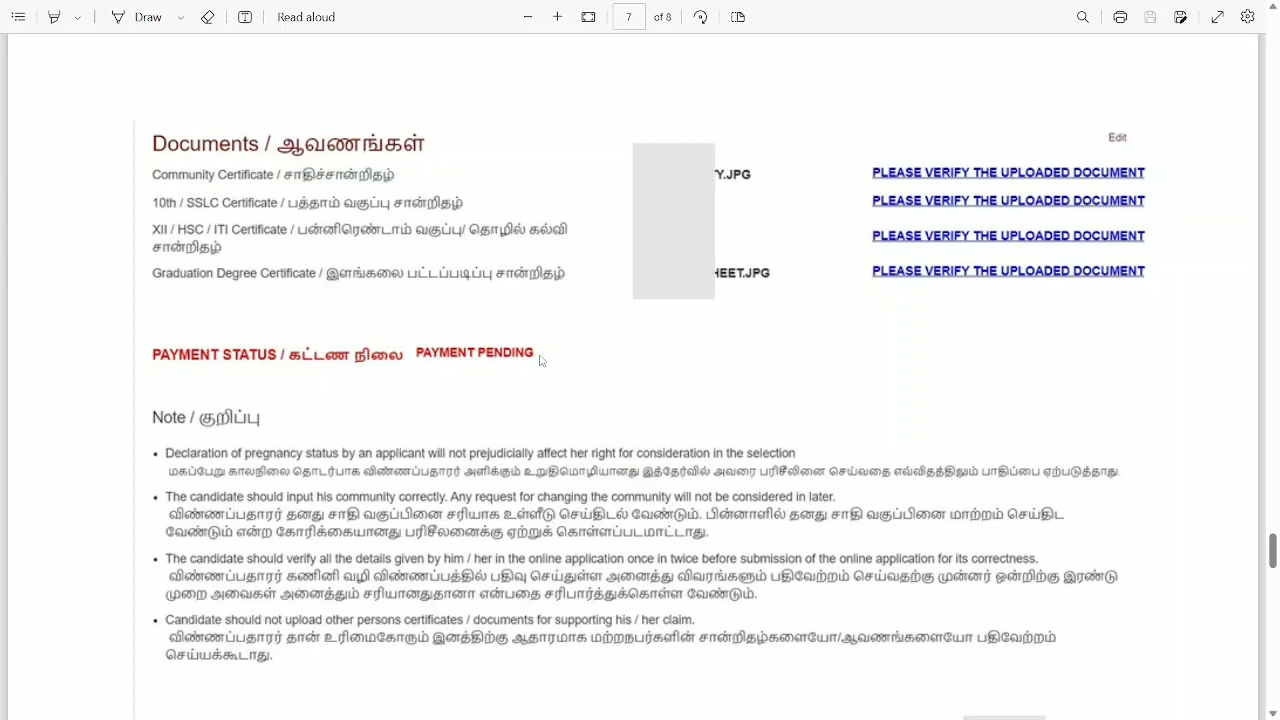 Draw
Read aloud
7 of 8
Documents / ஆவணங்கள்
Edit
Community Certificate / சாதிச்சான்றிதழ் Y.JPG PLEASE VERIFY THE UPLOADED DOCUMENT
10th / SSLC Certificate / பத்தாம் வகுப்பு சான்றிதழ் PLEASE VERIFY THE UPLOADED DOCUMENT
XII / HSC / ITI Certificate / பன்னிரெண்டாம் வகுப்பு/ தொழில் கல்வி
சான்றிதழ் PLEASE VERIFY THE UPLOADED DOCUMENT
Graduation Degree Certificate / இளங்கலை பட்டப்படிப்பு சான்றிதழ் HEET.JPG PLEASE VERIFY THE UPLOADED DOCUMENT
PAYMENT STATUS / கட்டண நிலை PAYMENT PENDING
Note / குறிப்பு
• Declaration of pregnancy status by an applicant will not prejudicially affect her right for consideration in the selection
மகப்பேறு காலநிலை தொடர்பாக விண்ணப்பதாரர் அளிக்கும் உறுதிமொழியானது இத்தேர்வில் அவரை பரிசீலினை செய்வதை எவ்விதத்திலும் பாதிப்பை ஏற்படுத்தாது.
• The candidate should input his community correctly. Any request for changing the community will not be considered in later.
விண்ணப்பதாரர் தனது சாதி வகுப்பினை சரியாக உள்ளீடு செய்திடல் வேண்டும். பின்னாளில் தனது சாதி வகுப்பினை மாற்றம் செய்திட
வேண்டும் என்ற கோரிக்கையானது பரிசீலனைக்கு ஏற்றுக் கொள்ளப்படமாட்டாது.
• The candidate should verify all the details given by him / her in the online application once in twice before submission of the online application for its correctness.
விண்ணப்பதாரர் கணினி வழி விண்ணப்பத்தில் பதிவு செய்துள்ள அனைத்து விவரங்களும் பதிவேற்றம் செய்வதற்கு முன்னர் ஒன்றிற்கு இரண்டு
முறை அவைகள் அனைத்தும் சரியானதுதானா என்பதை சரிபார்த்துக்கொள்ள வேண்டும்.
• Candidate should not upload other persons certificates / documents for supporting his / her claim.
விண்ணப்பதாரர் தான் உரிமைகோரும் இனத்திற்கு ஆதாரமாக மற்றநபர்களின் சான்றிதழ்களையோ/ஆவணங்களையோ பதிவேற்றம்
செய்யக்கூடாது.